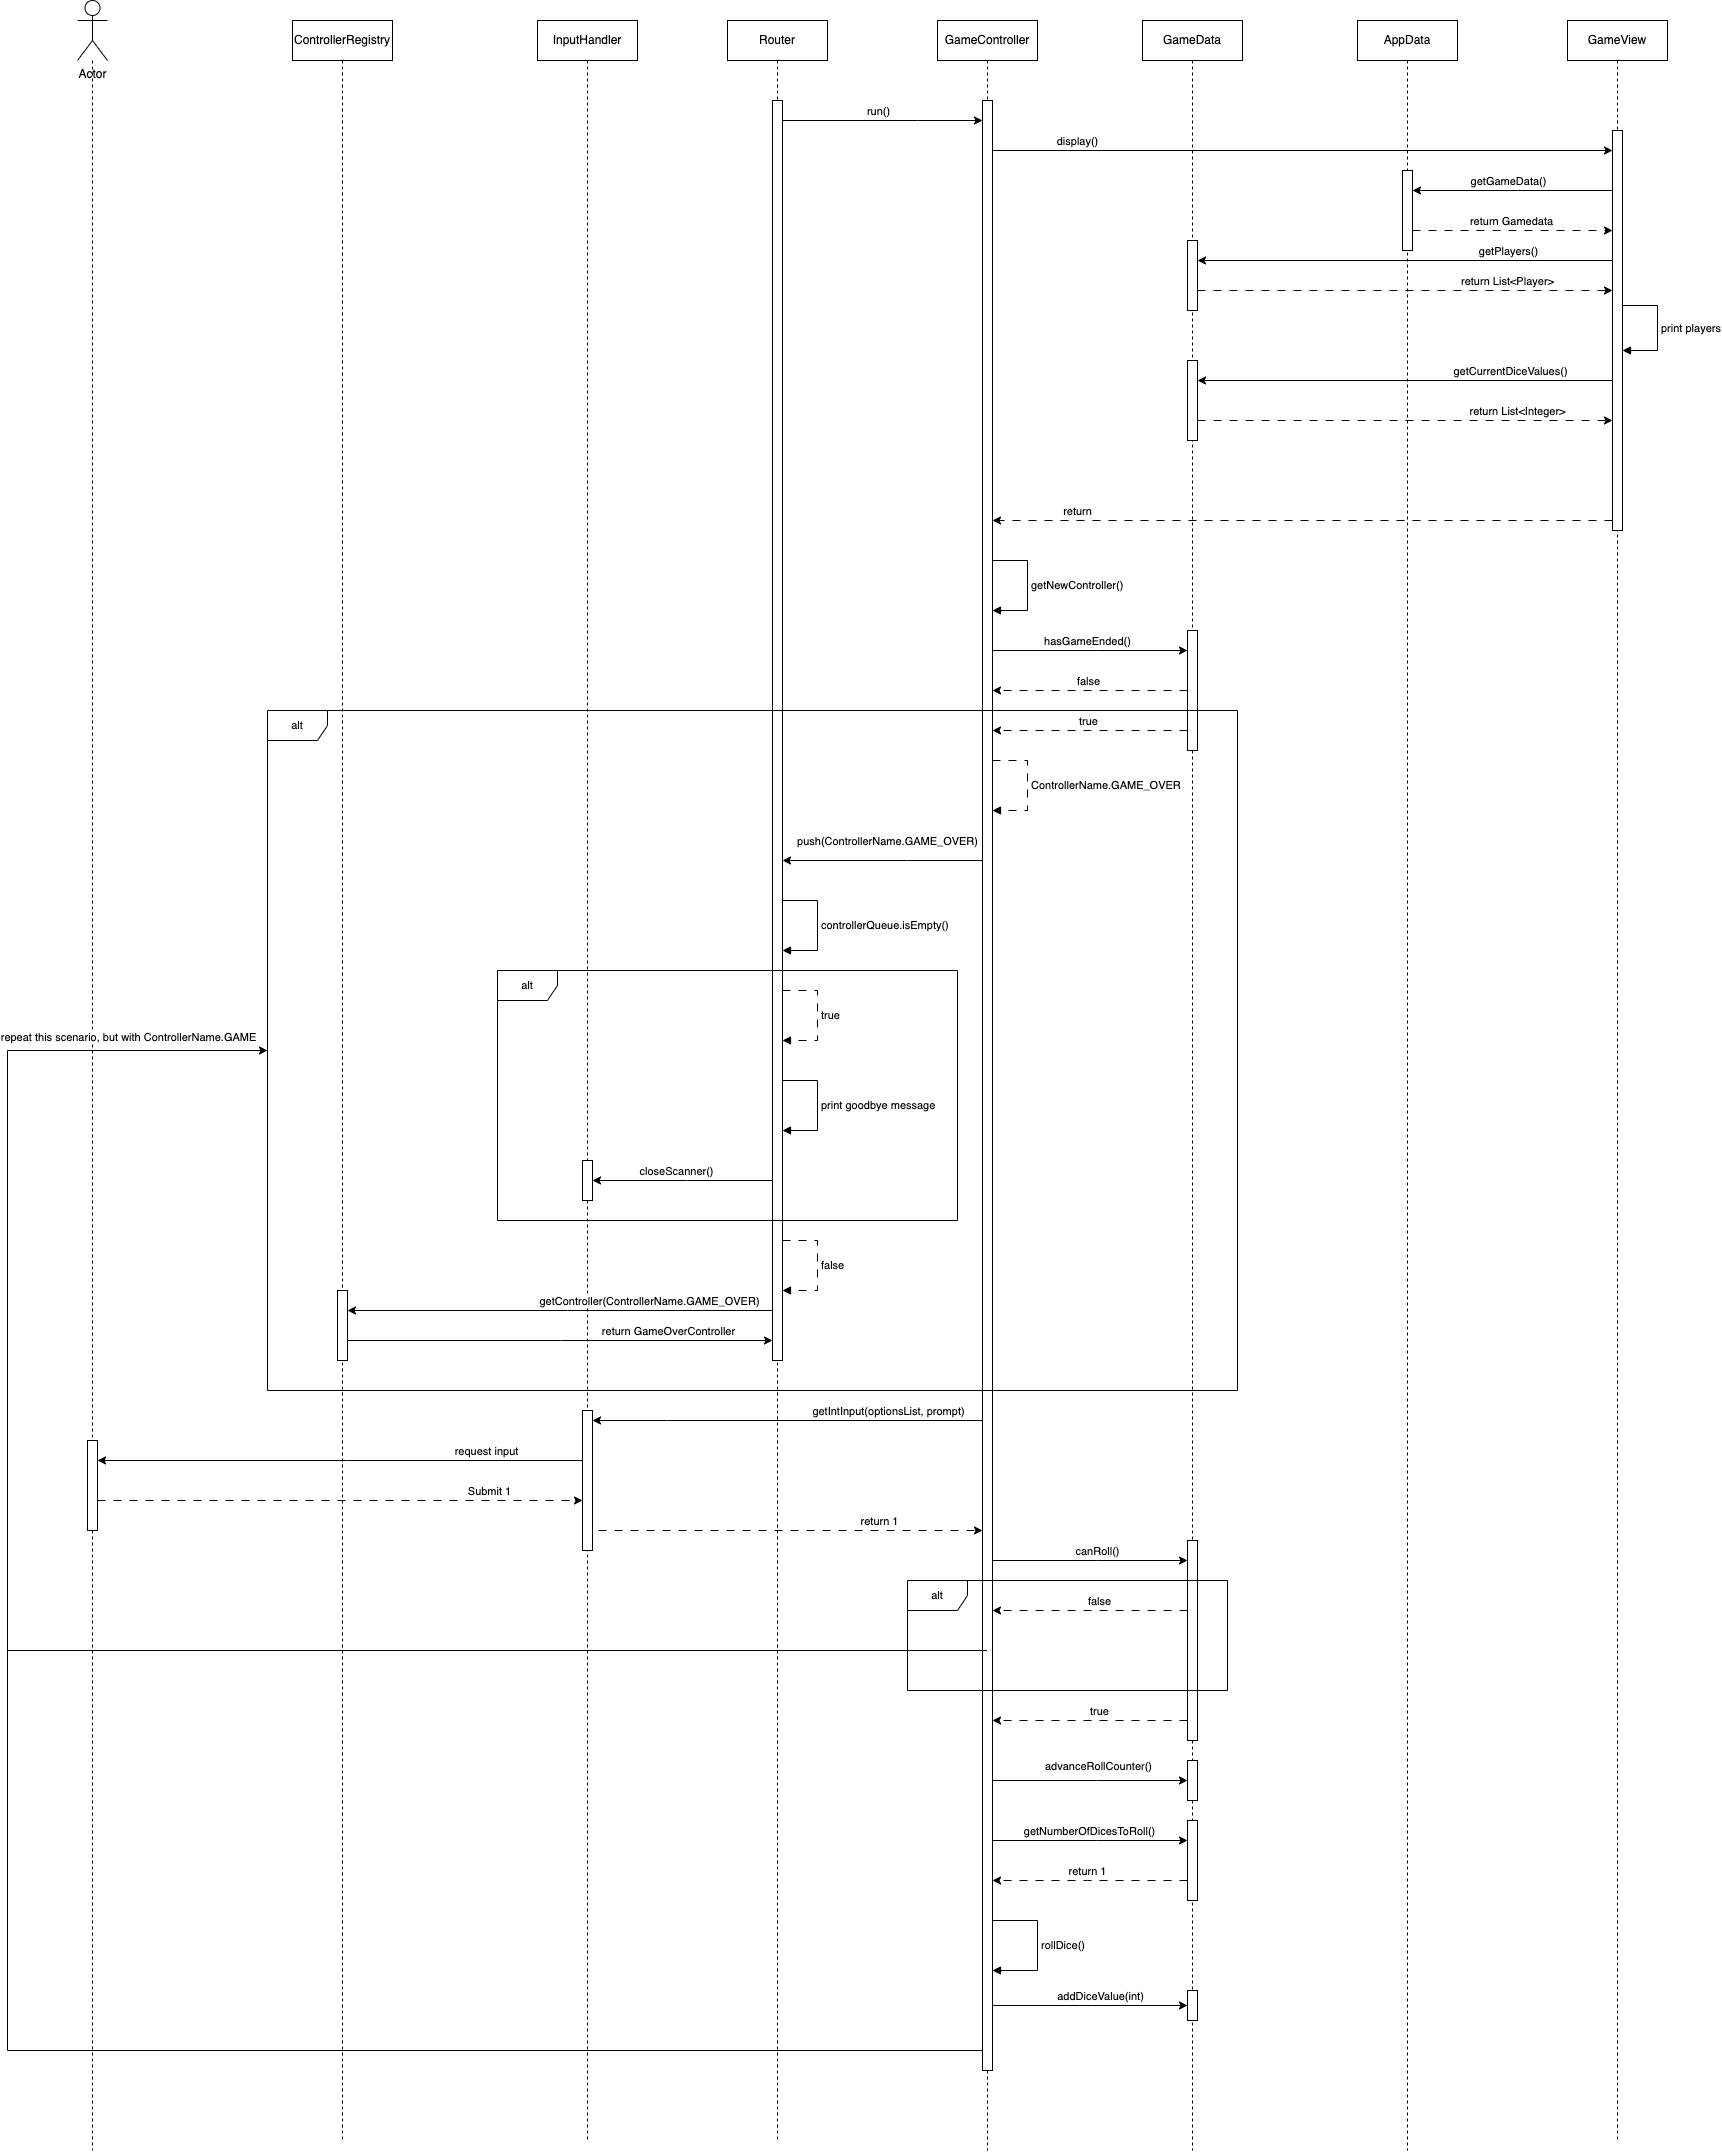 Actor
ControllerRegistry
InputHandler
Router
GameController
GameData
AppData
GameView
run()
display()
getGameData()
return Gamedata
getPlayers()
return List<Player>
print players
getCurrentDiceValues()
return List<Integer>
return
getNewController()
hasGameEnded()
false
alt
true
ControllerName.GAME_OVER
push(ControllerName.GAME_OVER)
controllerQueue.isEmpty()
alt
true
repeat this scenario, but with ControllerName.GAME
print goodbye message
closeScanner()
false
getController(ControllerName.GAME_OVER)
return GameOverController
getIntInput(optionsList, prompt)
request input
Submit 1
return 1
canRoll()
alt
false
true
advanceRollCounter()
getNumberOfDicesToRoll()
return 1
rollDice()
addDiceValue(int)